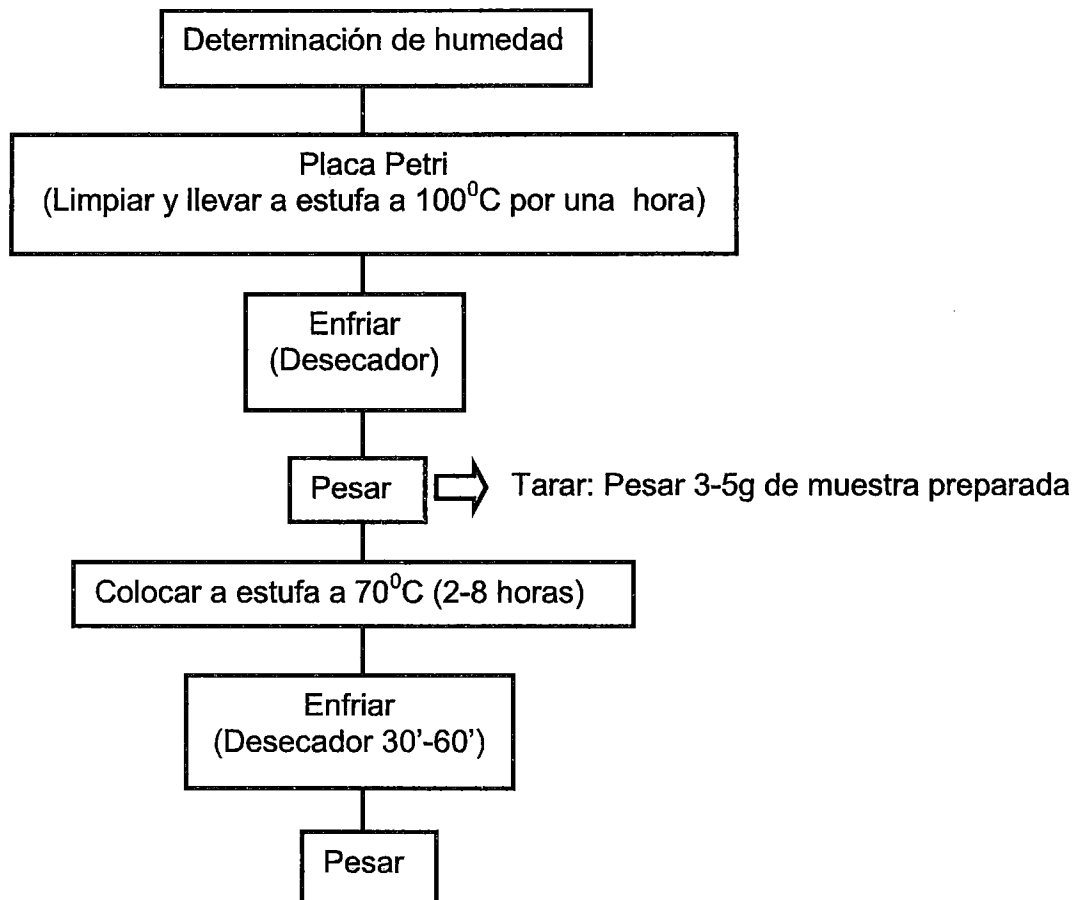 Determinación de humedad
Placa Petri
(Limpiar y llevar a estufa a 100⁰C por una hora)
Enfriar
(Desecador)
Pesar
Tarar: Pesar 3-5g de muestra preparada
Colocar a estufa a 70⁰C (2-8 horas)
Enfriar
(Desecador 30’-60’)
Pesar